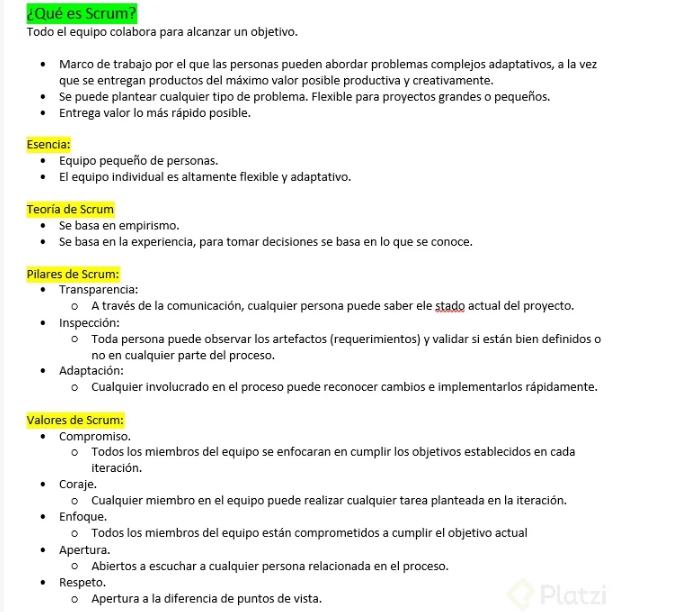 ¿Qué es Scrum?
Todo el equipo colabora para alcanzar un objetivo.
• Marco de trabajo por el que las personas pueden abordar problemas complejos adaptativos, a la vez
que se entregan productos del máximo valor posible productiva y creativamente.
• Se puede plantear cualquier tipo de problema. Flexible para proyectos grandes o pequeños.
• Entrega valor lo más rápido posible.
Esencia:
• Equipo pequeño de personas.
• El equipo individual es altamente flexible y adaptativo.
Teoría de Scrum
• Se basa en empirismo.
• Se basa en la experiencia, para tomar decisiones se basa en lo que se conoce.
Pilares de Scrum:
• Transparencia:
o A través de la comunicación, cualquier persona puede saber ele stado actual del proyecto.
• Inspección:
o Toda persona puede observar los artefactos (requerimientos) y validar si están bien definidos o
no en cualquier parte del proceso.
• Adaptación:
o Cualquier involucrado en el proceso puede reconocer cambios e implementarlos rápidamente.
Valores de Scrum:
• Compromiso.
o Todos los miembros del equipo se enfocaran en cumplir los objetivos establecidos en cada
iteración.
• Coraje.
o Cualquier miembro en el equipo puede realizar cualquier tarea planteada en la iteración.
• Enfoque.
o Todos los miembros del equipo están comprometidos a cumplir el objetivo actual
• Apertura.
o Abiertos a escuchar a cualquier persona relacionada en el proceso.
• Respeto.
o Apertura a la diferencia de puntos de vista.
Platzi